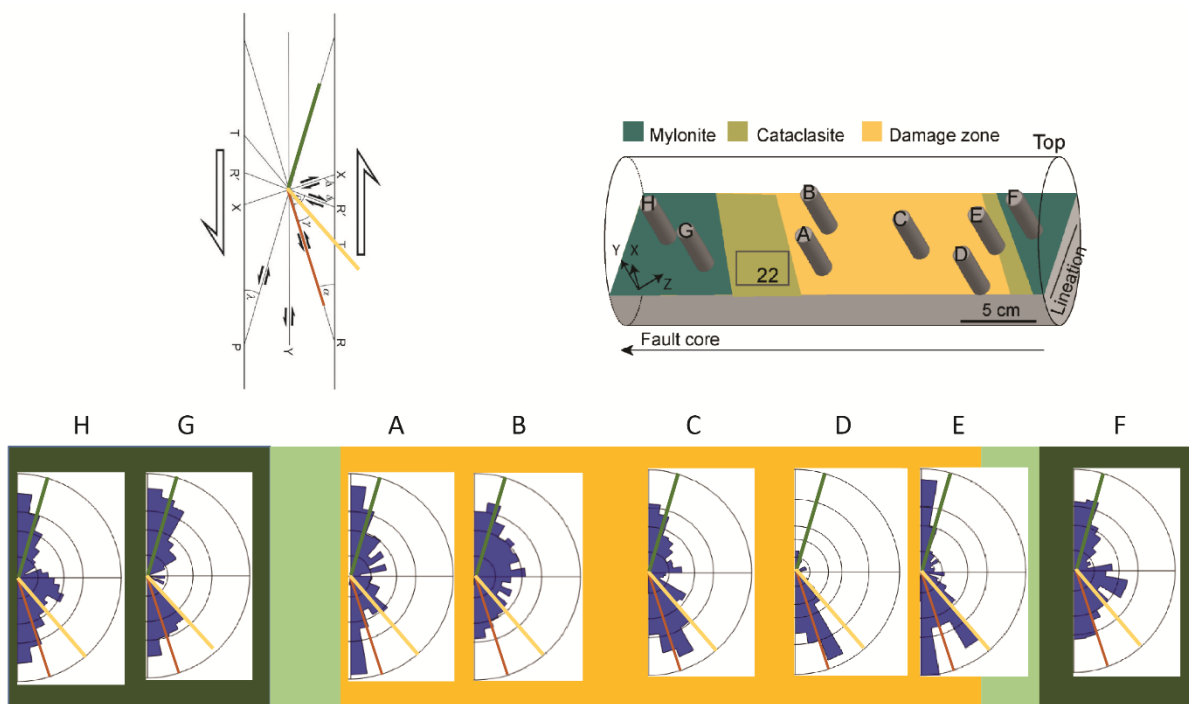 T
R'
X
X
R'
T
λ
α
P
Y
R
Mylonite
Cataclasite
Damage zone
Top
H
G
B
A
C
E
D
F
22
Y
X
Z
5 cm
Lineation
Fault core
H
G
A
B
C
D
E
F